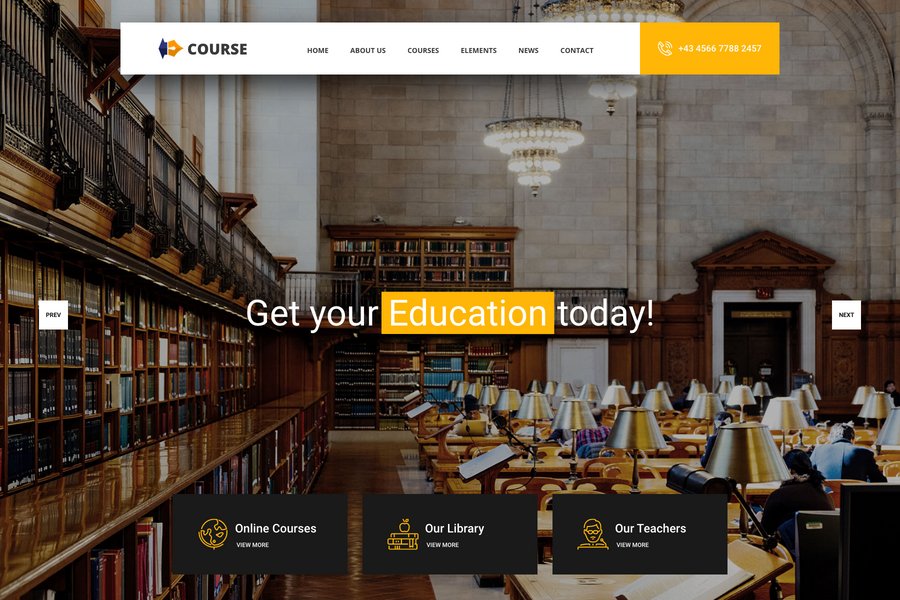 COURSE
HOME ABOUT US COURSES ELEMENTS NEWS CONTACT
+43 4566 7788 2457
Get your Education today!
PREV
NEXT
Online Courses
VIEW MORE
Our Library
VIEW MORE
Our Teachers
VIEW MORE